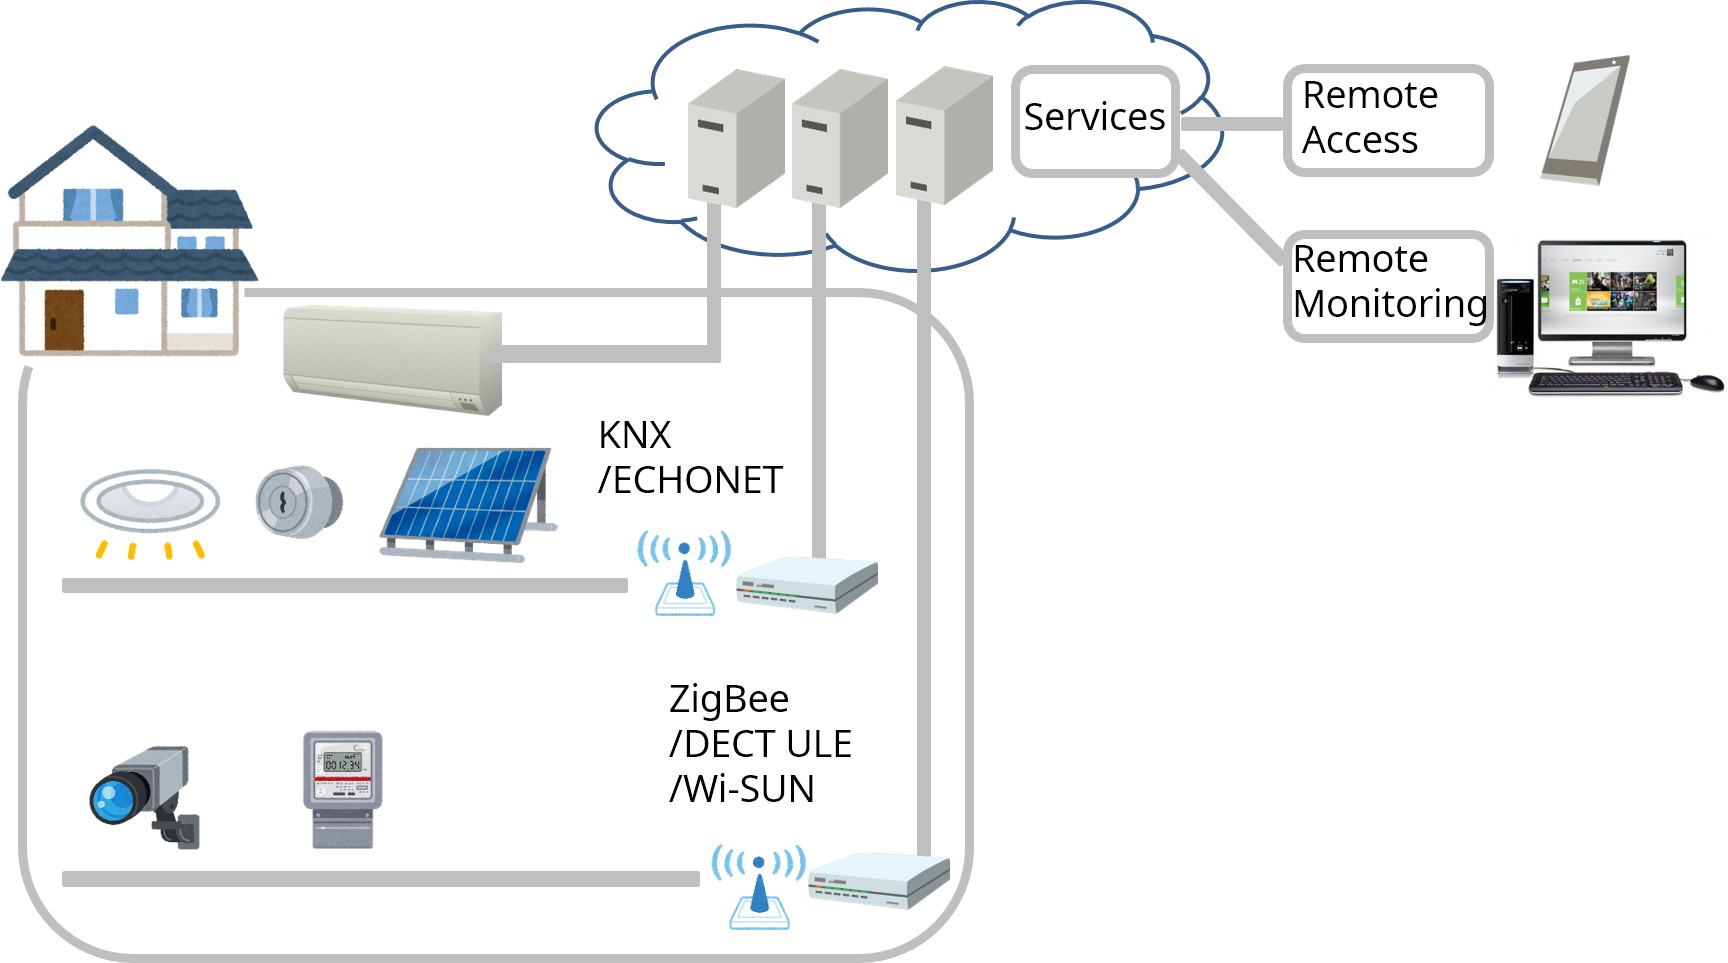 Services
Remote
Access
Remote
Monitoring
KNX
/ECHONET
ZigBee
/DECT ULE
/Wi-SUN